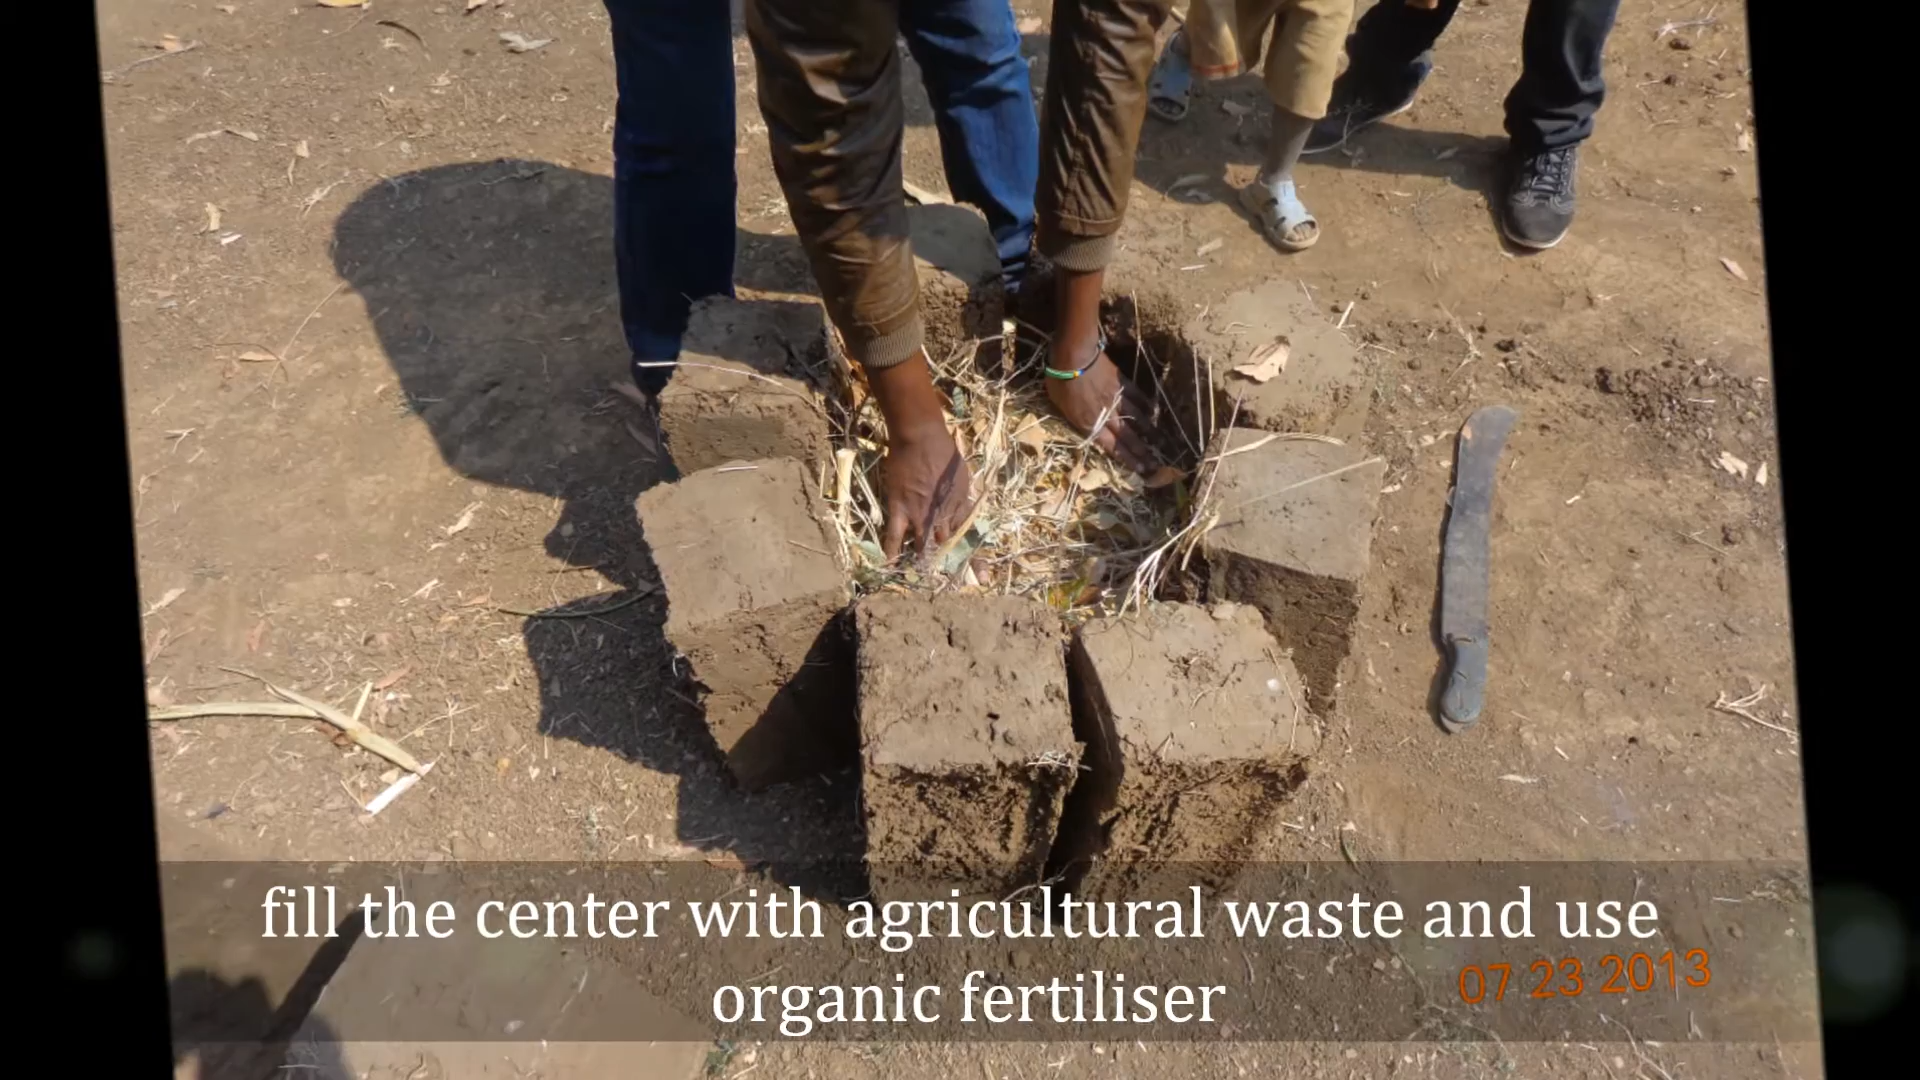 fill the center with agricultural waste and use
organic fertiliser
07 23 2013